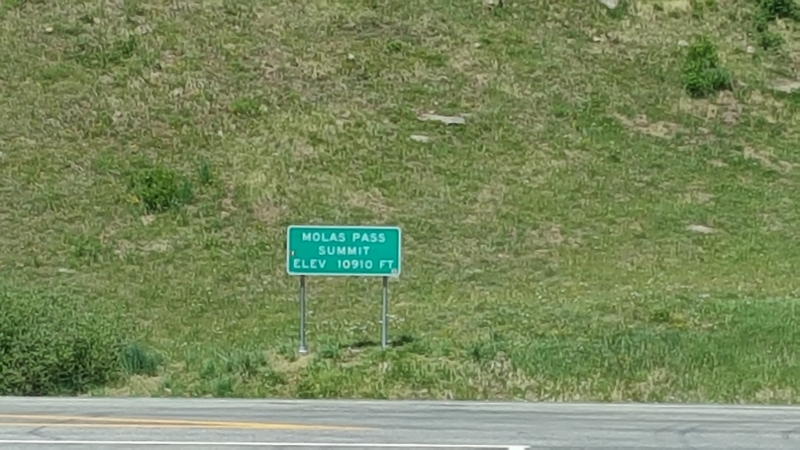 MOLAS PASS
SUMMIT
ELEV 10910 FT